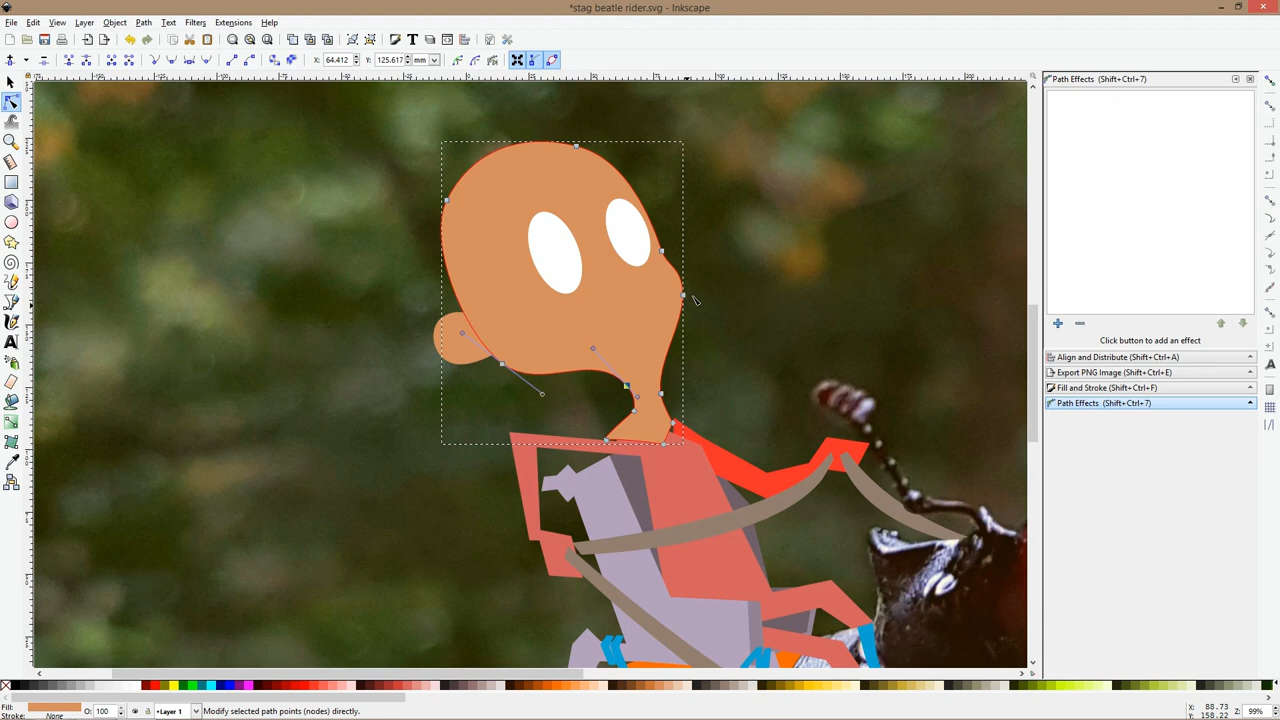 *stag beatle rider.svg - Inkscape
File Edit View Layer Object Path Text Filters Extensions Help
X: 64.412 Y: 125.617 mm
Path Effects (Shift+Ctrl+7)
Click button to add an effect
Align and Distribute (Shift+Ctrl+A)
Export PNG Image (Shift+Ctrl+E)
Fill and Stroke (Shift+Ctrl+F)
Path Effects (Shift+Ctrl+7)
Fill:
Stroke: None
O: 100
Layer 1
Modify selected path points (nodes) directly.
X: 88.73
Y: 158.22
Z: 99%